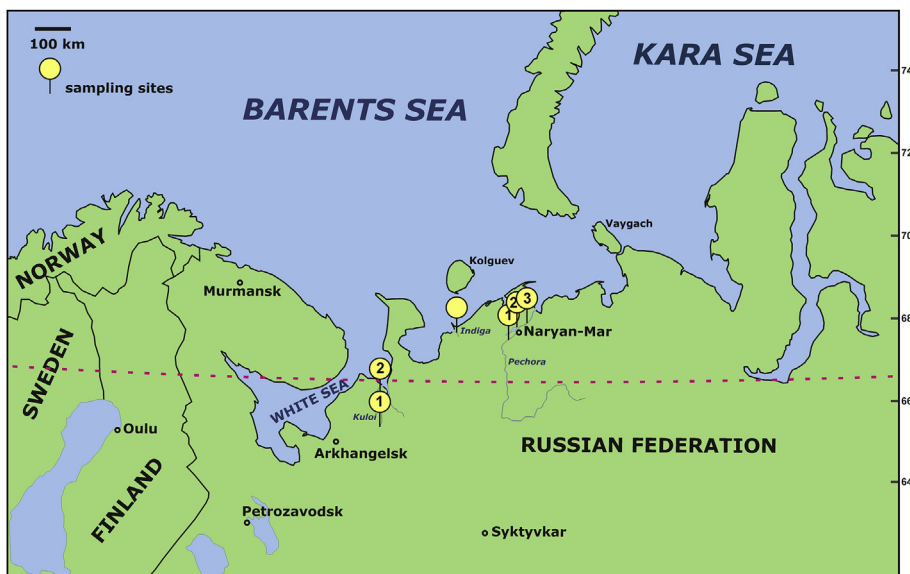 100 km
sampling sites
KARA SEA
BARENTS SEA
74
72
70
68
66
64
Vaygach
NORWAY
Kolguev
Murmansk
1
2
3
Indiga
Naryan-Mar
Pechora
SWEDEN
2
1
WHITE SEA
Kuloi
Oulu
Arkhangelsk
RUSSIAN FEDERATION
FINLAND
Petrozavodsk
Syktyvkar